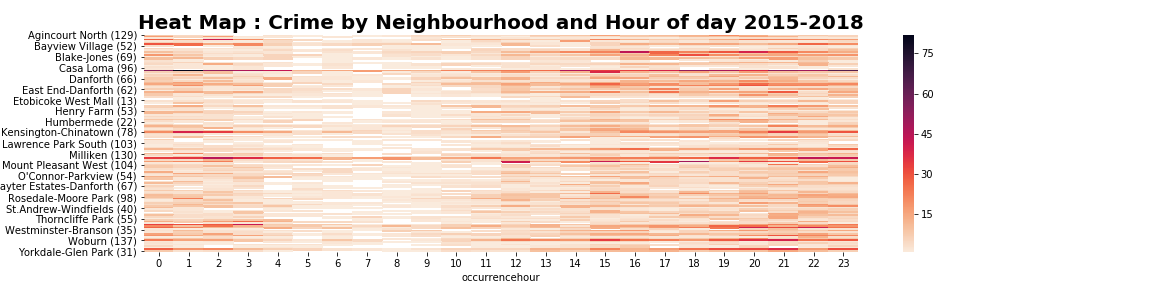 Heat Map : Crime by Neighbourhood and Hour of day 2015-2018
Agincourt North (129)
Bayview Village (52)
Blake-Jones (69)
Casa Loma (96)
Danforth (66)
East End-Danforth (62)
Etobicoke West Mall (13)
Henry Farm (53)
Humbermede (22)
Kensington-Chinatown (78)
Lawrence Park South (103)
Milliken (130)
Mount Pleasant West (104)
O'Connor-Parkview (54)
ayter Estates-Danforth (67)
Rosedale-Moore Park (98)
St.Andrew-Windfields (40)
Thorncliffe Park (55)
Westminster-Branson (35)
Woburn (137)
Yorkdale-Glen Park (31)
0 1 2 3 4 5 6 7 8 9 10 11 12 13 14 15 16 17 18 19 20 21 22 23
occurrencehour
75
60
45
30
15